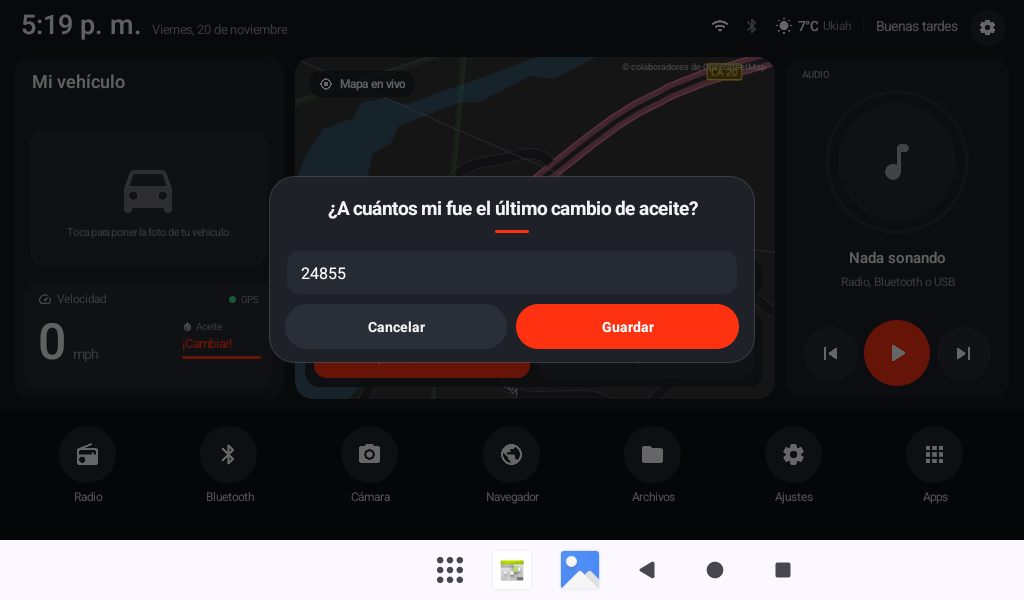 5:19 p. m. Viernes, 20 de noviembre
7°C Ukiah Buenas tardes
Mi vehículo
Mapa en vivo
© colaboradores de OpenStreetMap
CA 20
AUDIO
Toca para poner la foto de tu vehículo
¿A cuántos mi fue el último cambio de aceite?
24855
Cancelar
Guardar
Velocidad
GPS
0 mph
Aceite
¡Cambiar!
Nada sonando
Radio, Bluetooth o USB
Radio
Bluetooth
Cámara
Navegador
Archivos
Ajustes
Apps